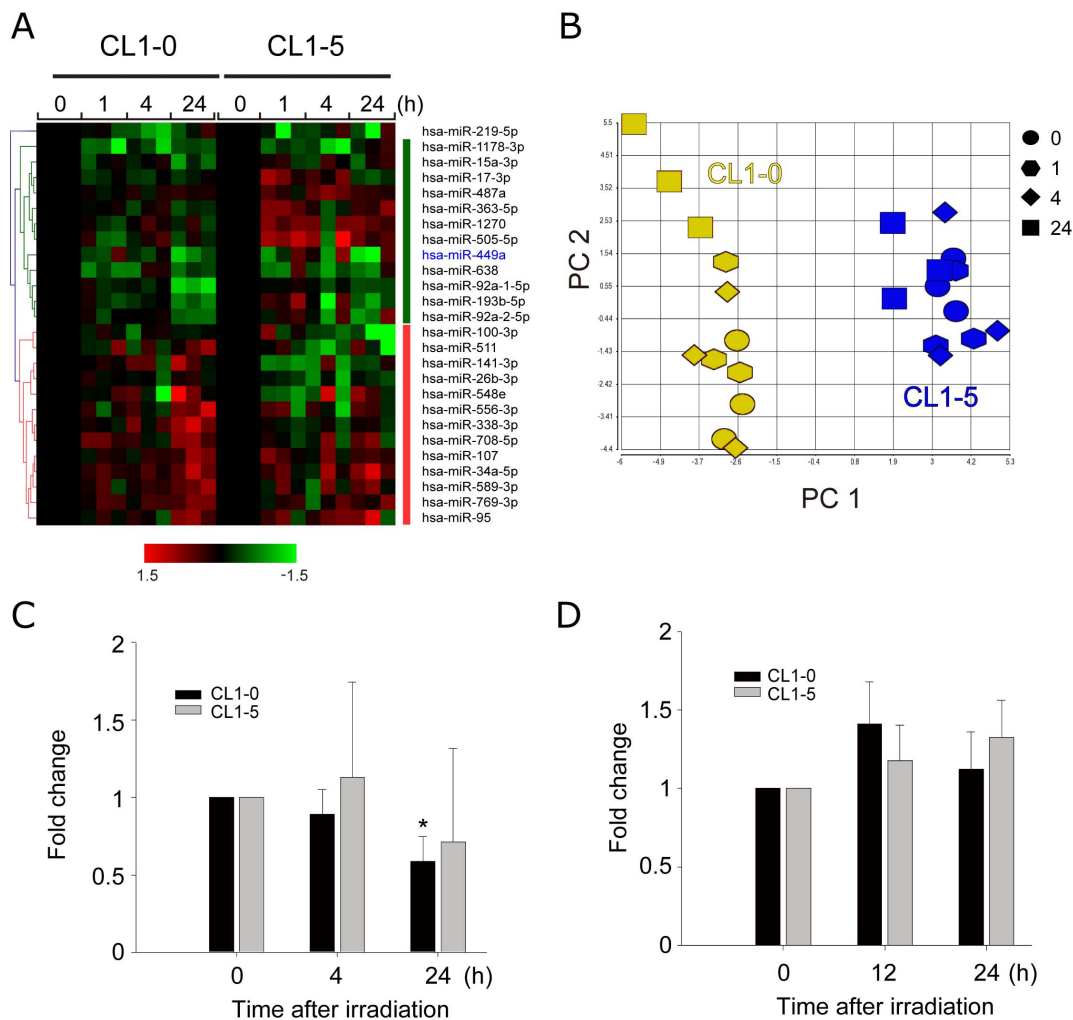 A
CL1-0 CL1-5
0 1 4 24 0 1 4 24 (h)
hsa-miR-219-5p
hsa-miR-1178-3p
hsa-miR-15a-3p
hsa-miR-17-3p
hsa-miR-487a
hsa-miR-363-5p
hsa-miR-1270
hsa-miR-505-5p
hsa-miR-449a
hsa-miR-638
hsa-miR-92a-1-5p
hsa-miR-193b-5p
hsa-miR-92a-2-5p
hsa-miR-100-3p
hsa-miR-511
hsa-miR-141-3p
hsa-miR-26b-3p
hsa-miR-548e
hsa-miR-556-3p
hsa-miR-338-3p
hsa-miR-708-5p
hsa-miR-107
hsa-miR-34a-5p
hsa-miR-589-3p
hsa-miR-769-3p
hsa-miR-95
1.5 -1.5
B
5.5
4.51
3.52
2.53
1.54
0.55
-0.44
-1.43
-2.42
-3.41
-4.4
PC 2
CL1-0
CL1-5
-6 -4.9 -3.7 -2.6 -1.5 -0.4 0.8 1.9 3 4.2 5.3
PC 1
0
1
4
24
C
2
1.5
1
0.5
0
Fold change
CL1-0
CL1-5
*
0 4 24 (h)
Time after irradiation
D
2
1.5
1
0.5
0
Fold change
CL1-0
CL1-5
0 12 24 (h)
Time after irradiation